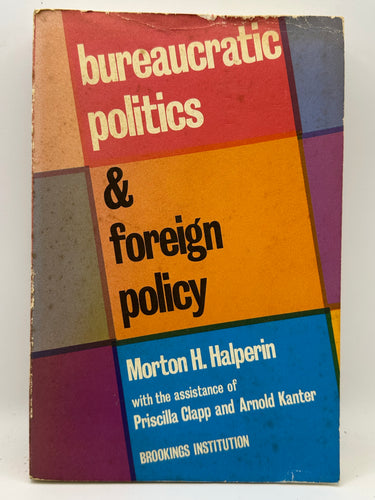 bureaucratic
politics
&
foreign
policy
Morton H. Halperin
with the assistance of
Priscilla Clapp and Arnold Kanter
BROOKINGS INSTITUTION